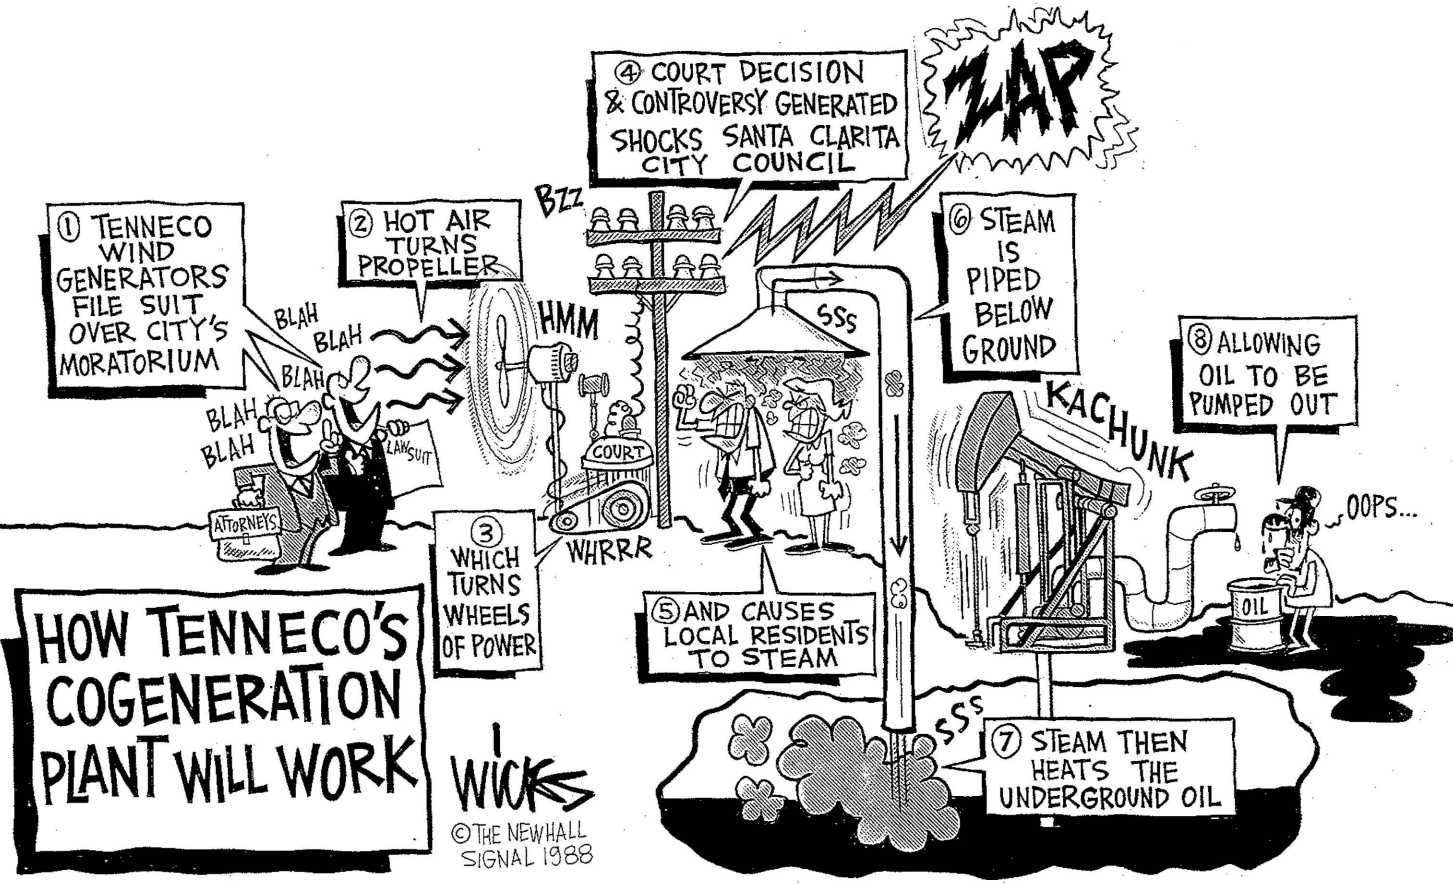 ① TENNECO
WIND
GENERATORS
FILE SUIT
OVER CITY'S
MORATORIUM
BLAH
BLAH
BLAH
BLAH
BLAH
ATTORNEYS
LAWSUIT
② HOT AIR
TURNS
PROPELLER
HMM
③
WHICH
TURNS
WHEELS
OF POWER
COURT
WHRRR
BZZ
④ COURT DECISION
& CONTROVERSY GENERATED
SHOCKS SANTA CLARITA
CITY COUNCIL
ZAP
⑤ AND CAUSES
LOCAL RESIDENTS
TO STEAM
SSS
⑥ STEAM
IS
PIPED
BELOW
GROUND
SSS
⑦ STEAM THEN
HEATS THE
UNDERGROUND OIL
KACHUNK
⑧ ALLOWING
OIL TO BE
PUMPED OUT
OOPS...
OIL
HOW TENNECO'S
COGENERATION
PLANT WILL WORK
WICKS
© THE NEWHALL
SIGNAL 1988